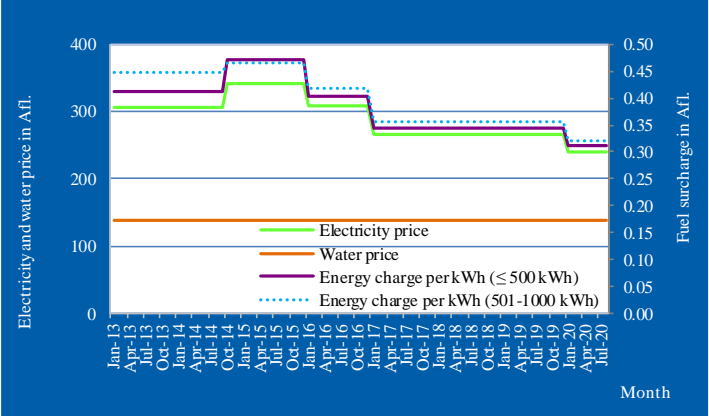 Electricity and water price in Afl.
400
300
200
100
0
Fuel surcharge in Afl.
0.50
0.45
0.40
0.35
0.30
0.25
0.20
0.15
0.10
0.05
0.00
Electricity price
Water price
Energy charge per kWh (≤ 500 kWh)
Energy charge per kWh (501-1000 kWh)
Jan-13
Apr-13
Jul-13
Oct-13
Jan-14
Apr-14
Jul-14
Oct-14
Jan-15
Apr-15
Jul-15
Oct-15
Jan-16
Apr-16
Jul-16
Oct-16
Jan-17
Apr-17
Jul-17
Oct-17
Jan-18
Apr-18
Jul-18
Oct-18
Jan-19
Apr-19
Jul-19
Oct-19
Jan-20
Apr-20
Jul-20
Month